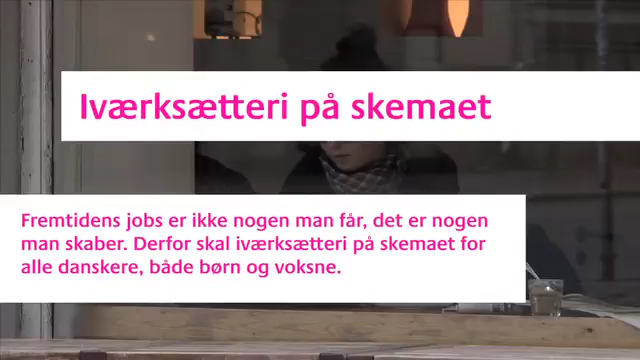 Iværksætteri på skemaet
Fremtidens jobs er ikke nogen man får, det er nogen
man skaber. Derfor skal iværksætteri på skemaet for
alle danskere, både børn og voksne.